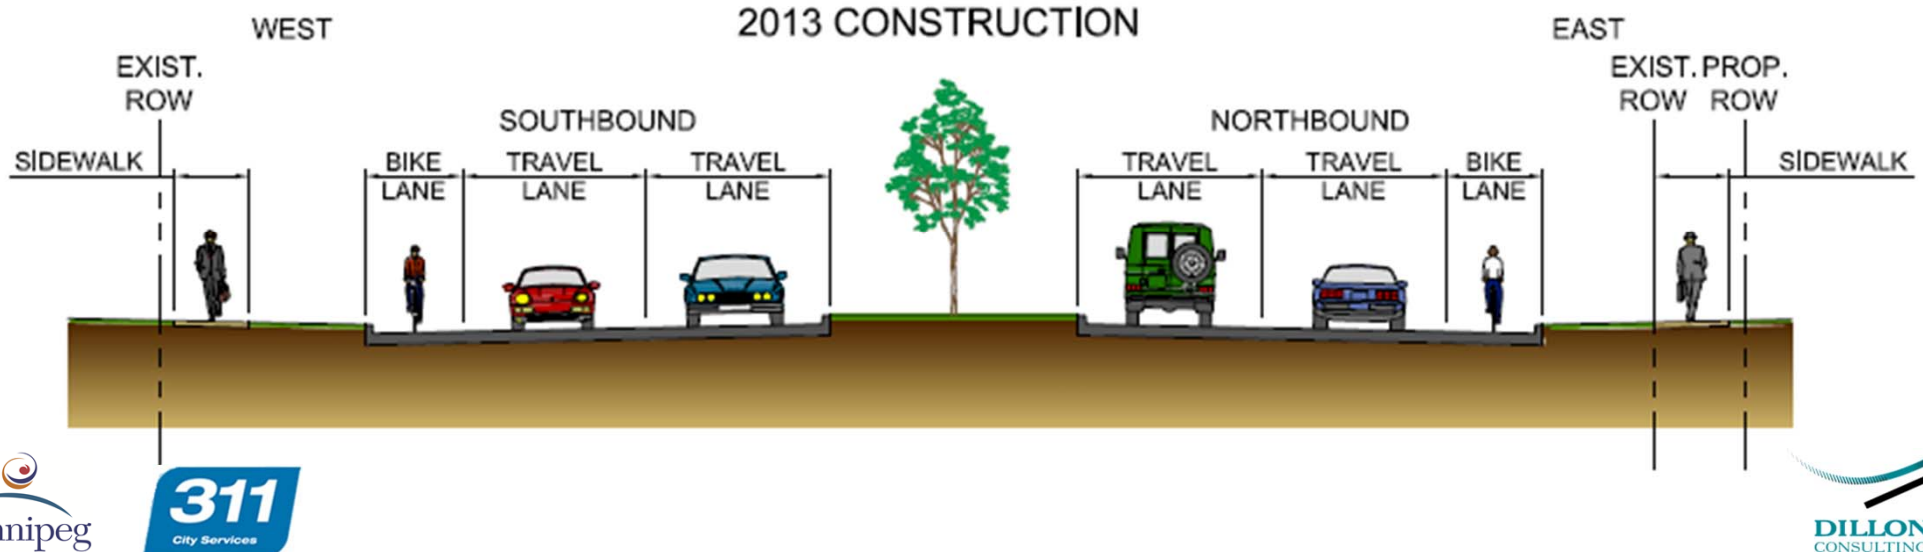 2013 CONSTRUCTION
WEST
EAST
EXIST.
ROW
EXIST. PROP.
ROW ROW
SOUTHBOUND
NORTHBOUND
SIDEWALK
BIKE
LANE
TRAVEL
LANE
TRAVEL
LANE
TRAVEL
LANE
TRAVEL
LANE
BIKE
LANE
SIDEWALK
nnipeg
311
City Services
DILLON
CONSULTING